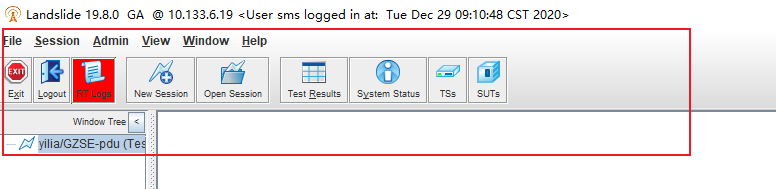 Landslide 19.8.0 GA @ 10.133.6.19 <User sms logged in at: Tue Dec 29 09:10:48 CST 2020>
File Session Admin View Window Help
EXIT
Exit Logout RT Logs New Session Open Session Test Results System Status TSs SUTs
Window Tree <
yilia/GZSE-pdu (Tes